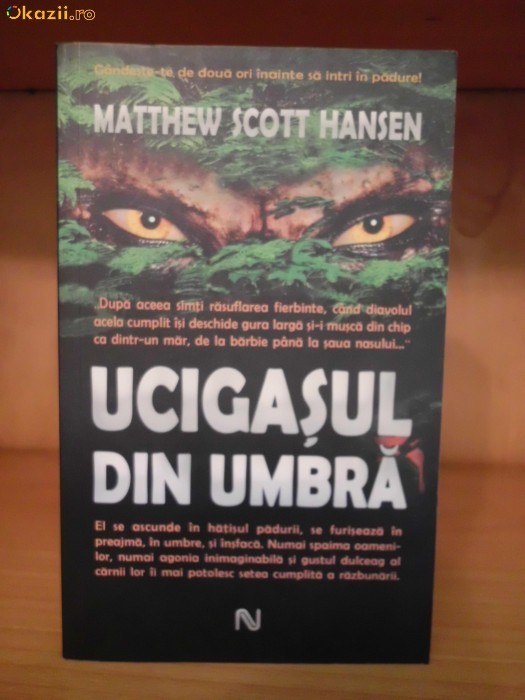 Okazii.ro
Gândește-te de două ori înainte să intri în pădure!
MATTHEW SCOTT HANSEN
„După aceea simți răsuflarea fierbinte, când diavolul
acela cumplit își deschide gura largă și-i mușcă din chip
ca dintr-un măr, de la bărbie până la șaua nasului...”
UCIGAȘUL
DIN UMBRĂ
El se ascunde în hățișul pădurii, se furișează în
preajmă, în umbre, și înșfacă. Numai spaima oameni-
lor, numai agonia inimaginabilă și gustul dulceag al
cărnii lor îi mai potolesc setea cumplită a răzbunării.
N